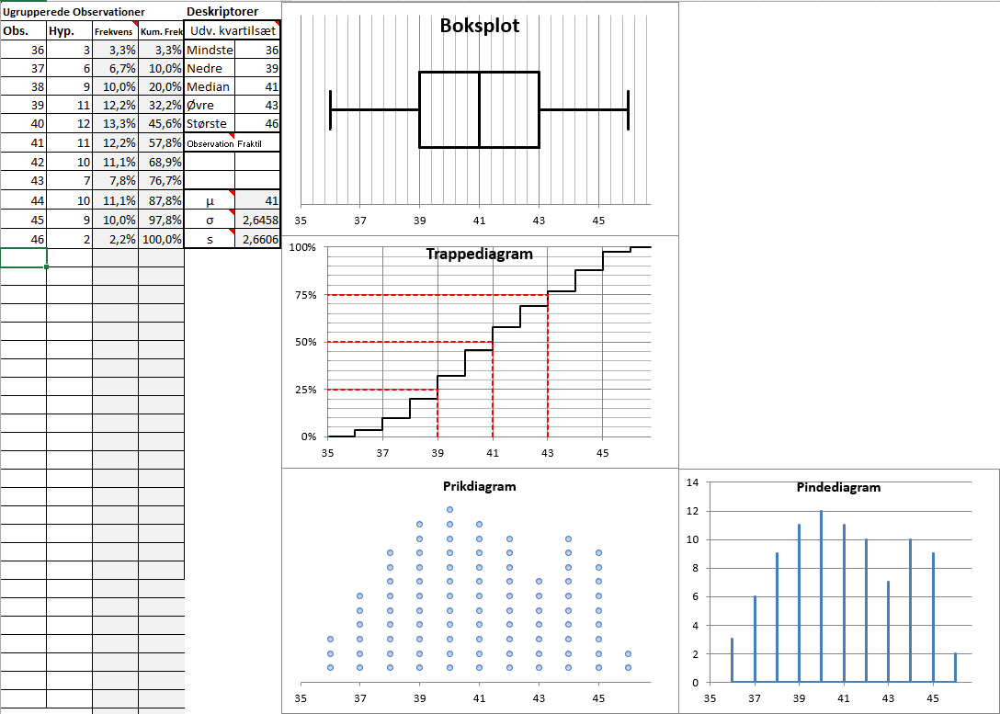 Ugrupperede Observationer Deskriptorer
Obs. Hyp. Frekvens Kum. Frek Udv. kvartilsæt
36 3 3,3% 3,3% Mindste 36
37 6 6,7% 10,0% Nedre 39
38 9 10,0% 20,0% Median 41
39 11 12,2% 32,2% Øvre 43
40 12 13,3% 45,6% Største 46
41 11 12,2% 57,8% Observation Fraktil
42 10 11,1% 68,9%
43 7 7,8% 76,7%
44 10 11,1% 87,8% μ 41
45 9 10,0% 97,8% σ 2,6458
46 2 2,2% 100,0% s 2,6606
Boksplot
35 37 39 41 43 45
Trappediagram
100%
75%
50%
25%
0%
35 37 39 41 43 45
Prikdiagram
35 37 39 41 43 45
Pindediagram
14
12
10
8
6
4
2
0
35 37 39 41 43 45